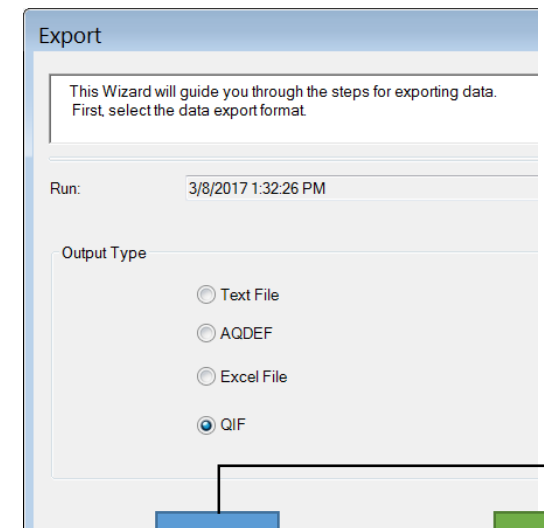 Export
This Wizard will guide you through the steps for exporting data.
First, select the data export format.
Run: 3/8/2017 1:32:26 PM
Output Type
Text File
AQDEF
Excel File
QIF